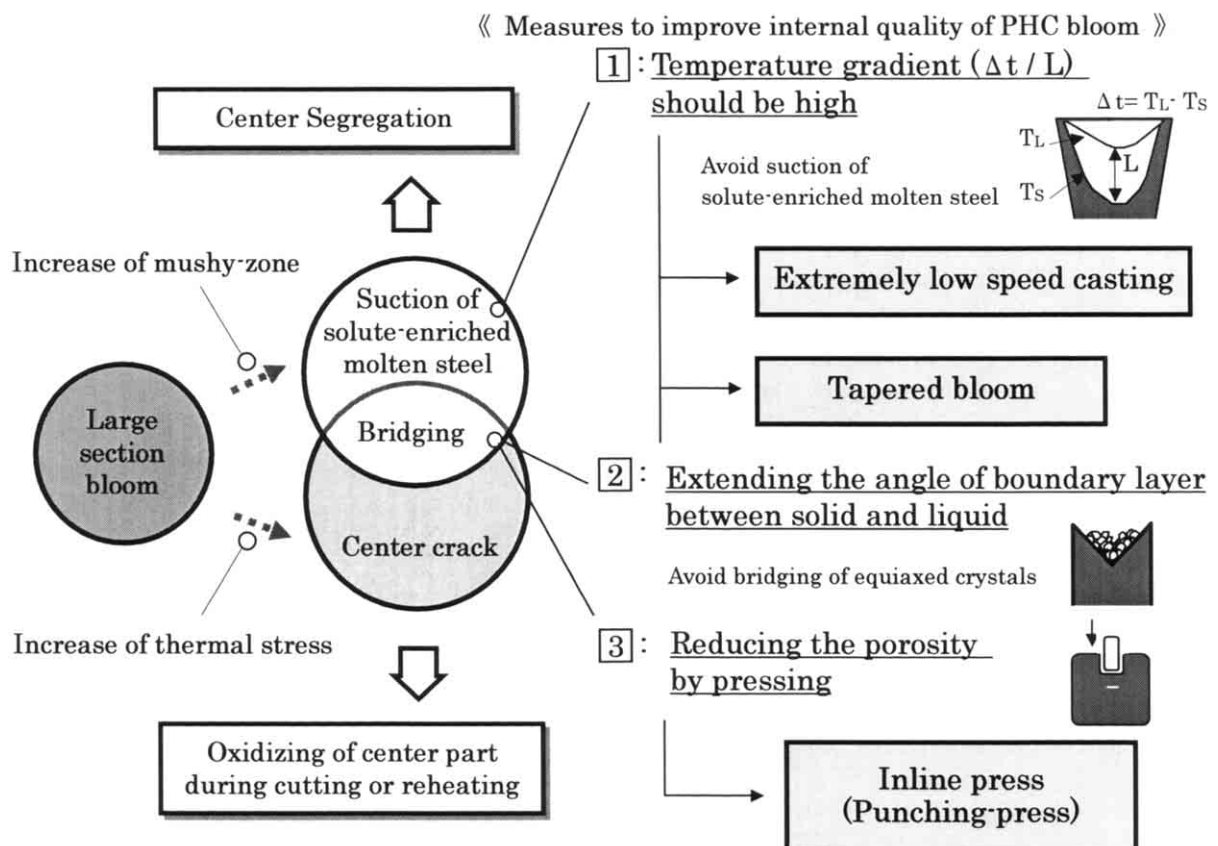 《 Measures to improve internal quality of PHC bloom 》
Center Segregation
Increase of mushy-zone
Large
section
bloom
Suction of
solute-enriched
molten steel
Bridging
Center crack
Increase of thermal stress
Oxidizing of center part
during cutting or reheating
1 : Temperature gradient (Δt / L)
should be high
Δt= TL- TS
TL
L
TS
Avoid suction of
solute-enriched molten steel
Extremely low speed casting
Tapered bloom
2 : Extending the angle of boundary layer
between solid and liquid
Avoid bridging of equiaxed crystals
3 : Reducing the porosity
by pressing
Inline press
(Punching-press)